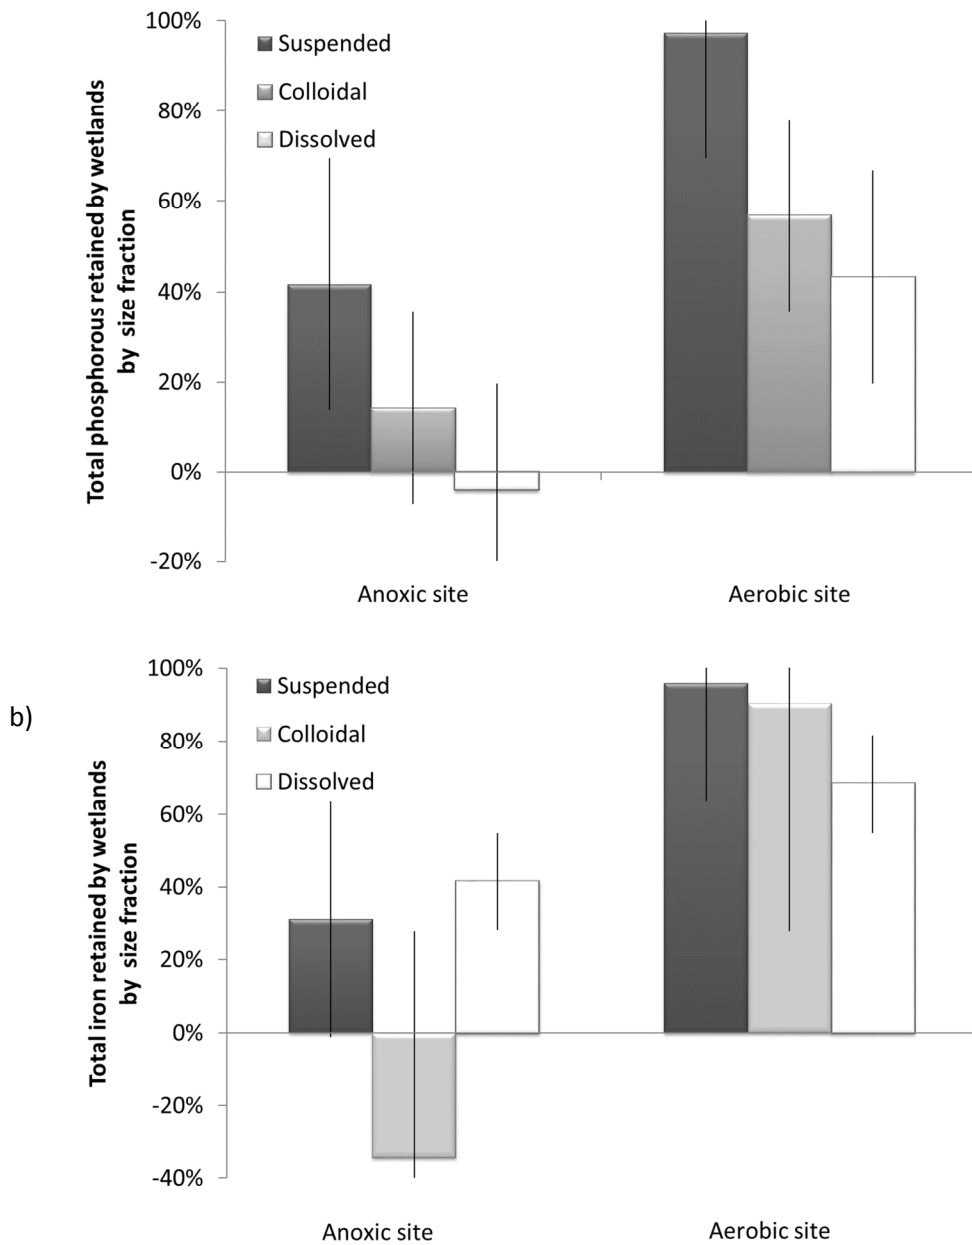 100%
80%
60%
40%
20%
0%
-20%
Total phosphorous retained by wetlands
by size fraction
Suspended
Colloidal
Dissolved
Anoxic site
Aerobic site
b)
100%
80%
60%
40%
20%
0%
-20%
-40%
Total iron retained by wetlands
by size fraction
Suspended
Colloidal
Dissolved
Anoxic site
Aerobic site